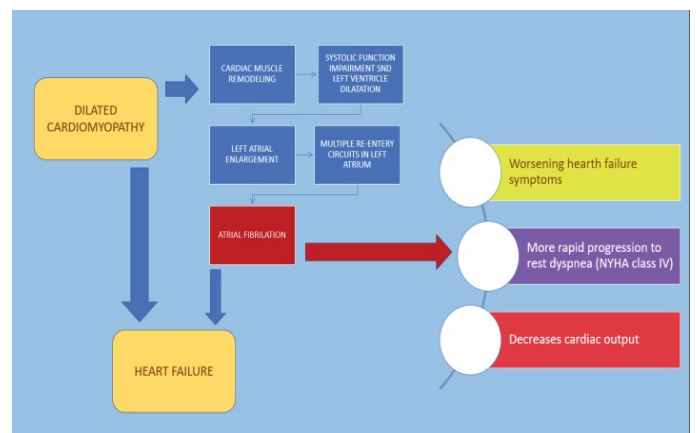 DILATED
CARDIOMYOPATHY
CARDIAC MUSCLE
REMODELING
SYSTOLIC FUNCTION
IMPAIRMENT SND
LEFT VENTRICLE
DILATATION
LEFT ATRIAL
ENLARGEMENT
MULTIPLE RE-ENTERY
CIRCUITS IN LEFT
ATRIUM
ATRIAL FIBRILATION
HEART FAILURE
Worsening hearth failure
symptoms
More rapid progression to
rest dyspnea (NYHA class IV)
Decreases cardiac output